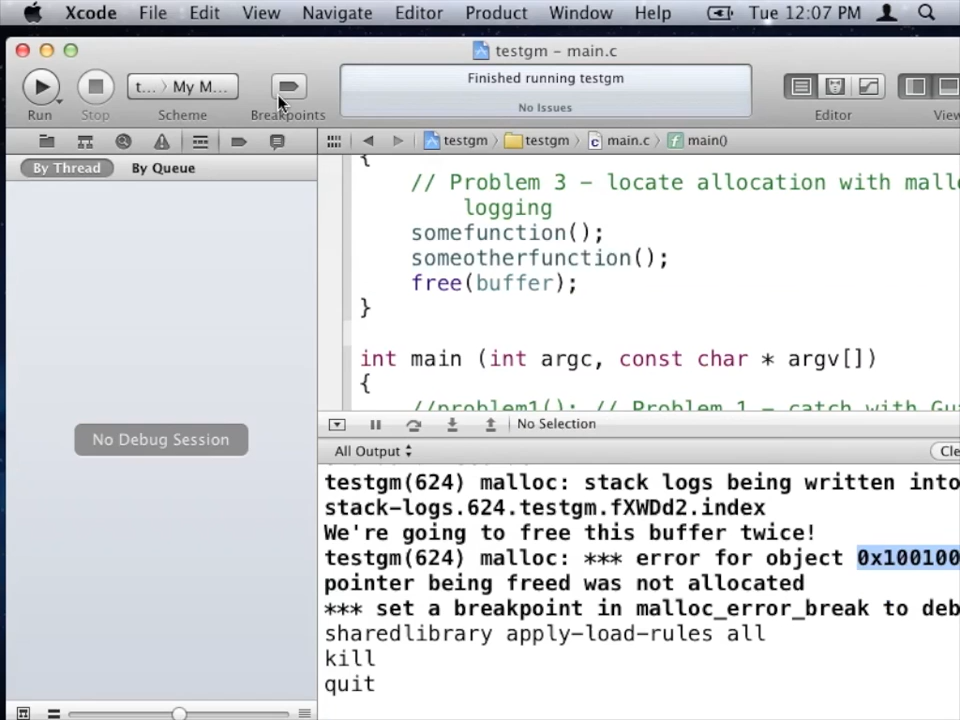 Xcode File Edit View Navigate Editor Product Window Help Tue 12:07 PM
testgm – main.c
t... 〉 My M...
Finished running testgm
No Issues
Run Stop Scheme Breakpoints Editor
testgm testgm main.c main()
By Thread By Queue
{
// Problem 3 – locate allocation with
logging
somefunction();
someotherfunction();
free(buffer);
}
int main (int argc, const char * argv[])
{
//problem1(); // Problem 1 – catch with
No Selection
All Output
No Debug Session
testgm(624) malloc: stack logs being written into
stack-logs.624.testgm.fXWDd2.index
We're going to free this buffer twice!
testgm(624) malloc: *** error for object 0x100100
pointer being freed was not allocated
*** set a breakpoint in malloc_error_break to deb
sharedlibrary apply-load-rules all
kill
quit